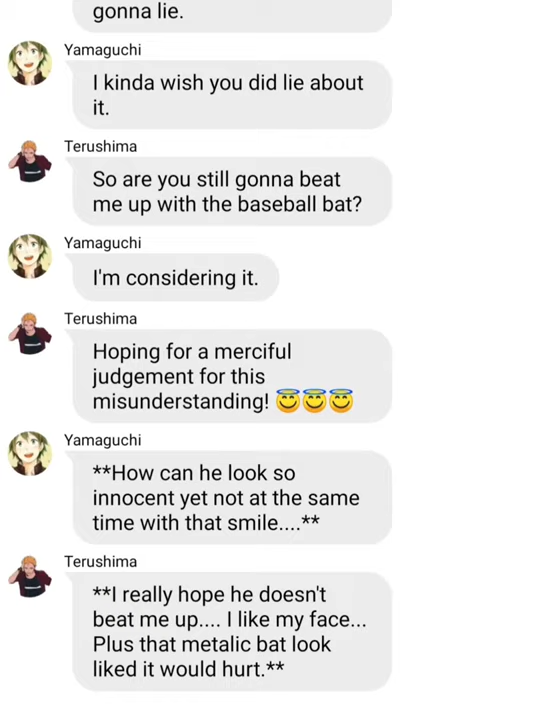 gonna lie.
Yamaguchi
I kinda wish you did lie about
it.
Terushima
So are you still gonna beat
me up with the baseball bat?
Yamaguchi
I'm considering it.
Terushima
Hoping for a merciful
judgement for this
misunderstanding! 😇😇😇
Yamaguchi
**How can he look so
innocent yet not at the same
time with that smile....**
Terushima
**I really hope he doesn't
beat me up.... I like my face...
Plus that metalic bat look
liked it would hurt.**